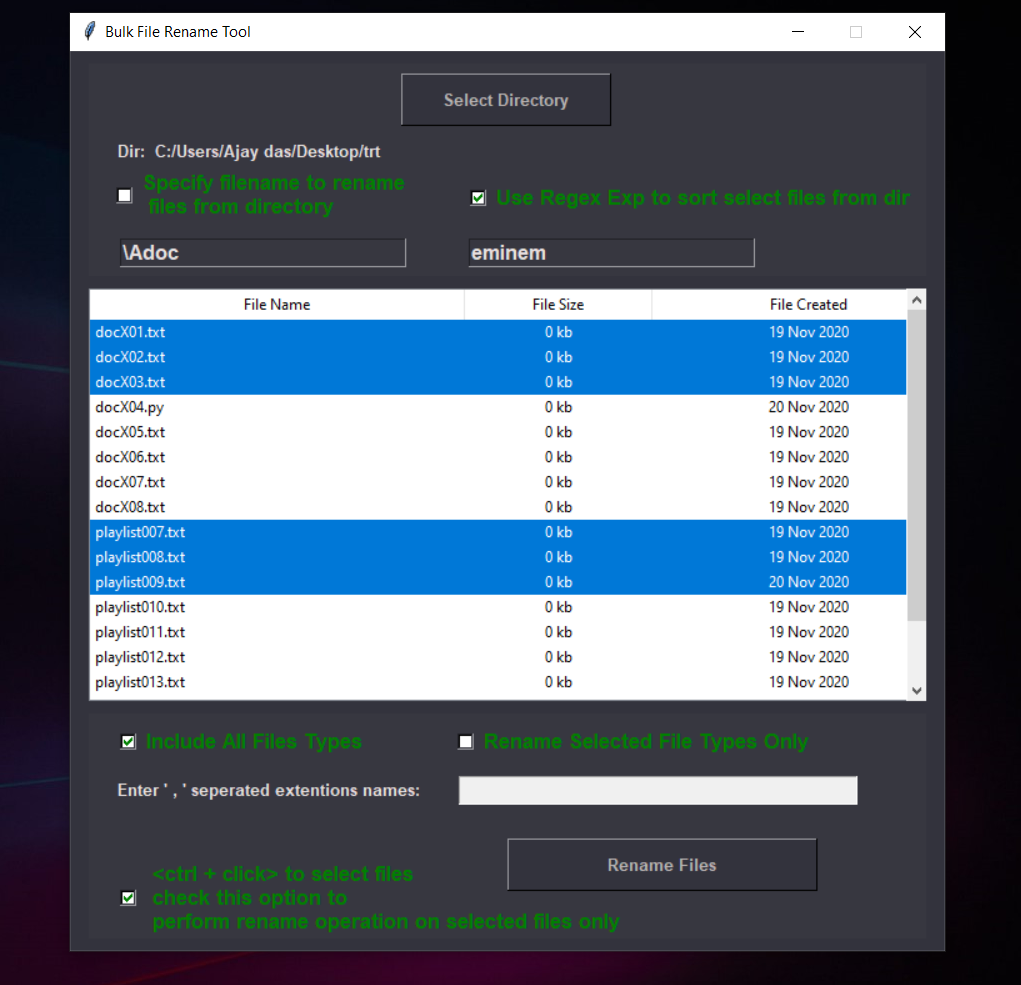 Bulk File Rename Tool
Select Directory
Dir: C:/Users/Ajay das/Desktop/trt
Specify filename to rename
files from directory
Use Regex Exp to sort select files from dir
\Adoc
eminem
File Name File Size File Created
docX01.txt 0 kb 19 Nov 2020
docX02.txt 0 kb 19 Nov 2020
docX03.txt 0 kb 19 Nov 2020
docX04.py 0 kb 20 Nov 2020
docX05.txt 0 kb 19 Nov 2020
docX06.txt 0 kb 19 Nov 2020
docX07.txt 0 kb 19 Nov 2020
docX08.txt 0 kb 19 Nov 2020
playlist007.txt 0 kb 19 Nov 2020
playlist008.txt 0 kb 19 Nov 2020
playlist009.txt 0 kb 20 Nov 2020
playlist010.txt 0 kb 19 Nov 2020
playlist011.txt 0 kb 19 Nov 2020
playlist012.txt 0 kb 19 Nov 2020
playlist013.txt 0 kb 19 Nov 2020
Include All Files Types
Rename Selected File Types Only
Enter ' , ' seperated extentions names:
Rename Files
<ctrl + click> to select files
check this option to
perform rename operation on selected files only